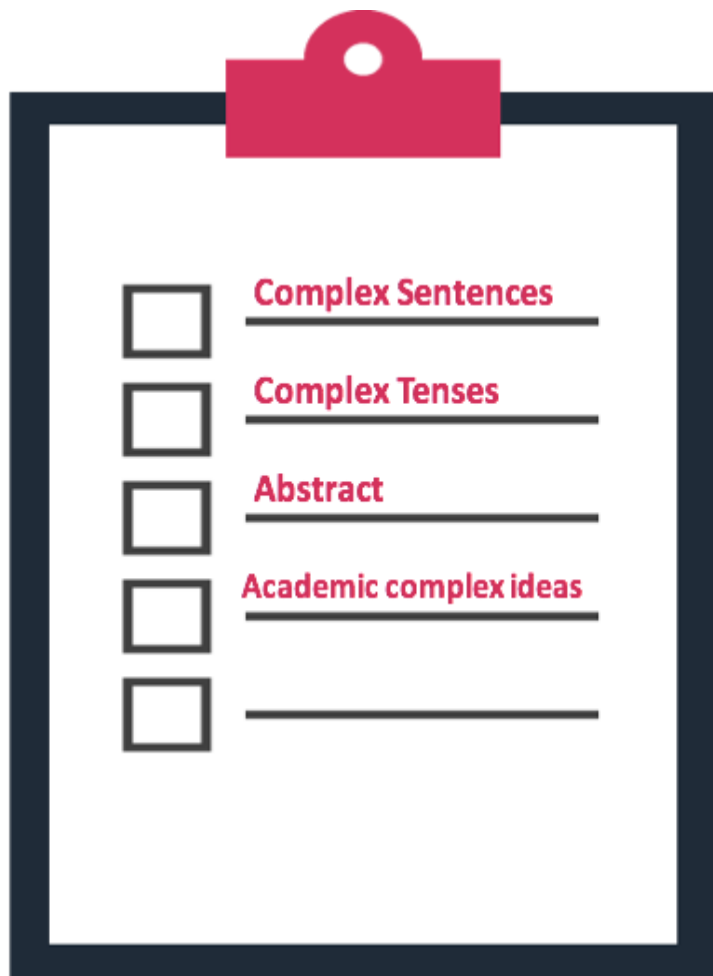 Complex Sentences
Complex Tenses
Abstract
Academic complex ideas